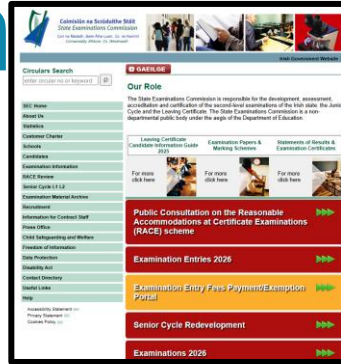 Coimisiún na Scrúduithe Stáit
State Examinations Commission
Irish Government Website
Circulars Search
enter circular no or keyword
GAEILGE
Our Role
The State Examinations Commission is responsible for the development, assessment,
accreditation and certification of the second-level examinations of the Irish state: the Junior
Cycle and the Leaving Certificate. The State Examinations Commission is a non-
departmental public body under the aegis of the Department of Education
SEC Home
About Us
Statistics
Customer Charter
Schools
Candidates
Examination Information
RACE Review
Senior Cycle L1 L2
Examination Material Archive
Recruitment
Information for Contract Staff
Press Office
Child Safeguarding and Welfare
Freedom of Information
Data Protection
Disability Act
Contact Directory
Useful Links
Help
Accessibility Statement >>
Privacy Statement >>
Cookies Policy >>
Leaving Certificate
Candidate Information Guide
2025
Examination Papers &
Marking Schemes
Statements of Results &
Examination Certificates
For more
click here
For more
click here
For more
click here
Public Consultation on the Reasonable
Accommodations at Certificate Examinations
(RACE) scheme
Examination Entries 2026
Examination Entry Fees Payment/Exemption
Portal
Senior Cycle Redevelopment
Examinations 2026